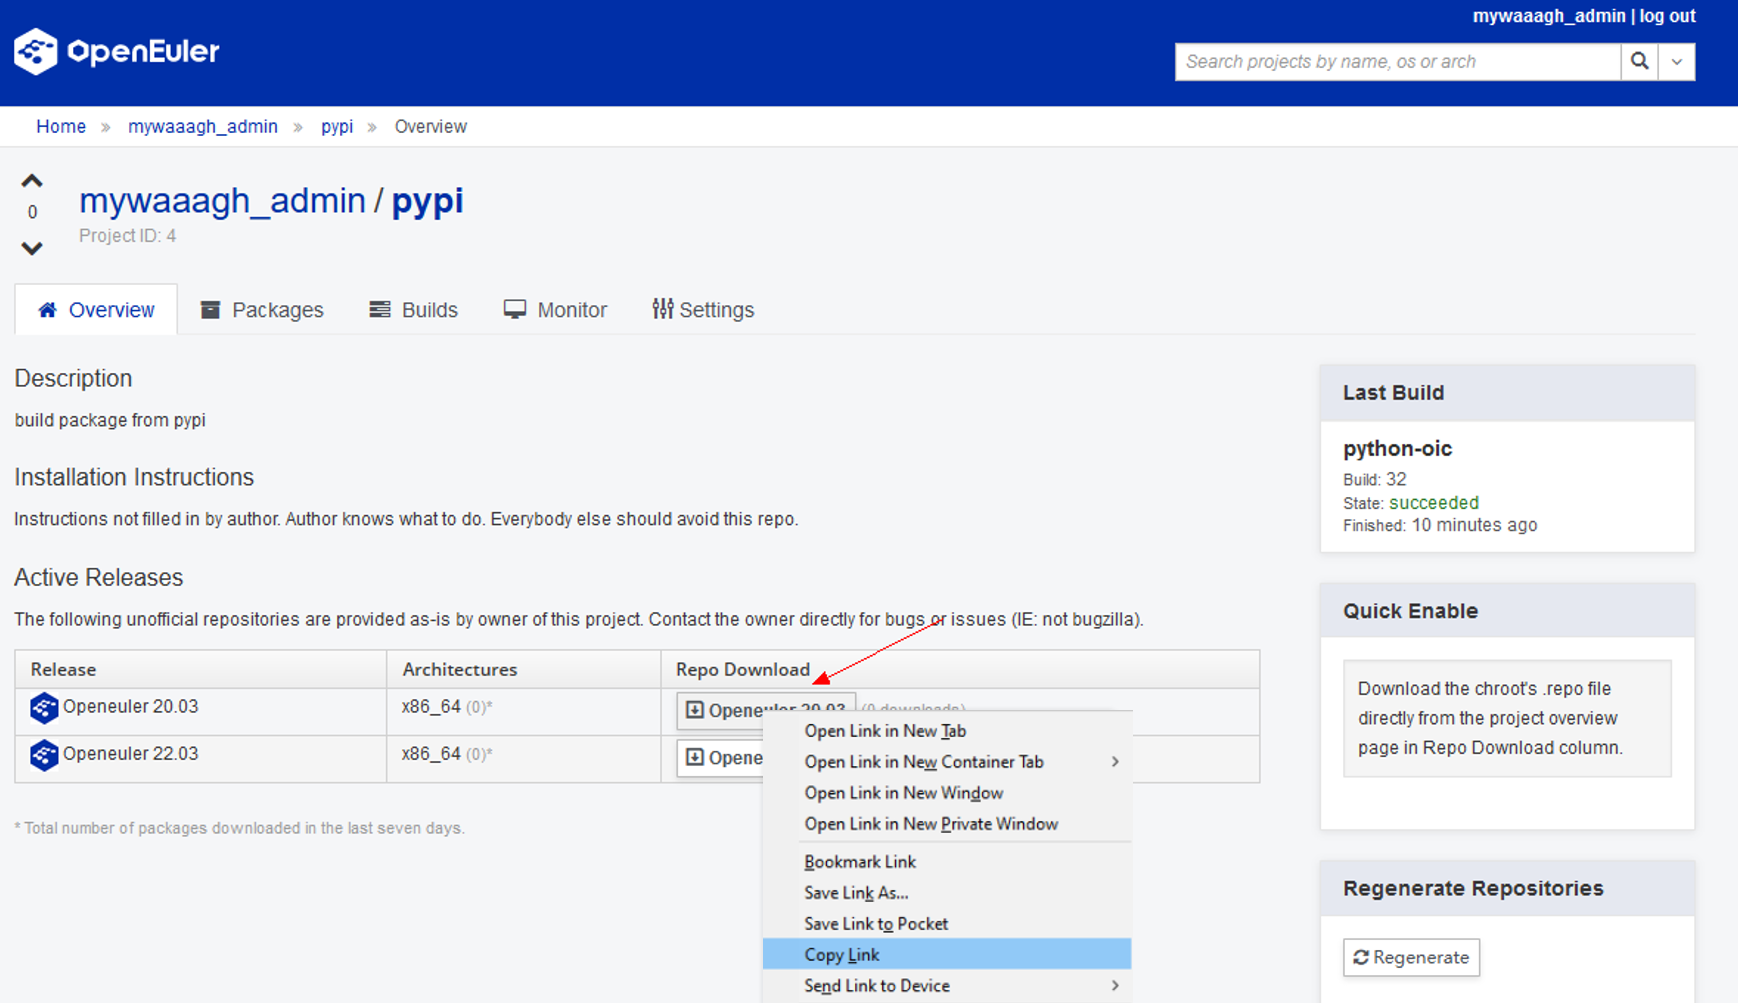 mywaaagh_admin | log out
OpenEuler
Search projects by name, os or arch
Home » mywaaagh_admin » pypi » Overview
0
mywaaagh_admin / pypi
Project ID: 4
Overview
Packages
Builds
Monitor
Settings
Description
build package from pypi
Installation Instructions
Instructions not filled in by author. Author knows what to do. Everybody else should avoid this repo.
Active Releases
The following unofficial repositories are provided as-is by owner of this project. Contact the owner directly for bugs or issues (IE: not bugzilla).
Release Architectures Repo Download
Openeuler 20.03 x86_64 (0)* Openeuler 20.03 (0 downloads)
Openeuler 22.03 x86_64 (0)* Opene
* Total number of packages downloaded in the last seven days.
Open Link in New Tab
Open Link in New Container Tab
Open Link in New Window
Open Link in New Private Window
Bookmark Link
Save Link As...
Save Link to Pocket
Copy Link
Send Link to Device
Last Build
python-oic
Build: 32
State: succeeded
Finished: 10 minutes ago
Quick Enable
Download the chroot's .repo file
directly from the project overview
page in Repo Download column.
Regenerate Repositories
Regenerate